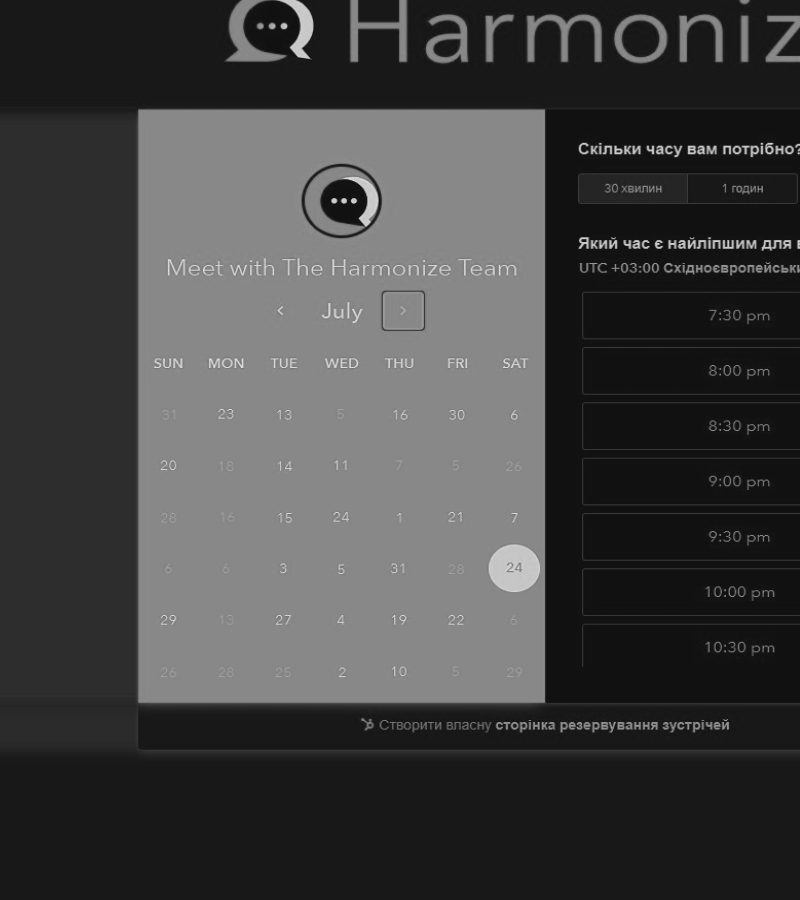 Harmoniz
Meet with The Harmonize Team
July
SUN MON TUE WED THU FRI SAT
31 23 13 5 16 30 6
20 18 14 11 7 5 26
28 16 15 24 1 21 7
6 6 3 5 31 28 24
29 13 27 4 19 22 6
26 28 25 2 10 5 29
Скільки часу вам потрібно?
30 хвилин 1 годин
Який час є найліпшим для
UTC +03:00 Східноєвропейськи
7:30 pm
8:00 pm
8:30 pm
9:00 pm
9:30 pm
10:00 pm
10:30 pm
Створити власну сторінка резервування зустрічей